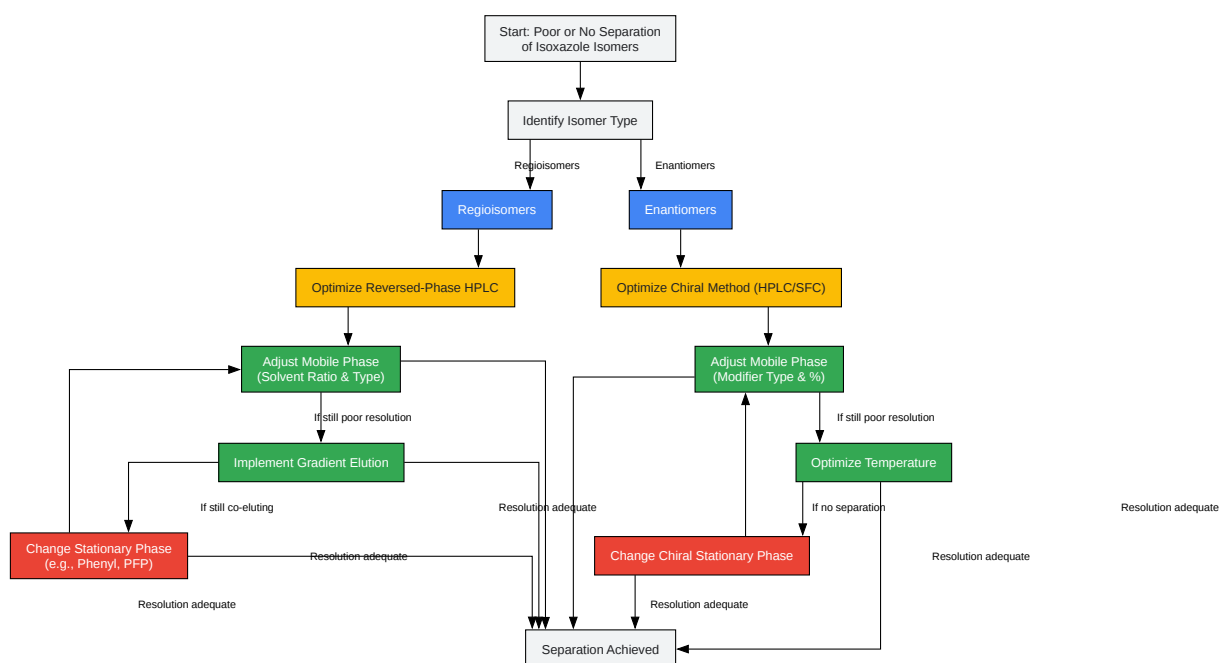 Start: Poor or No Separation
of Isoxazole Isomers
Identify Isomer Type
Regioisomers
Enantiomers
Regioisomers
Enantiomers
Optimize Reversed-Phase HPLC
Optimize Chiral Method (HPLC/SFC)
Adjust Mobile Phase
(Solvent Ratio & Type)
Adjust Mobile Phase
(Modifier Type & %)
If still poor resolution
If still poor resolution
Implement Gradient Elution
Optimize Temperature
If still co-eluting
Resolution adequate
If no separation
Resolution adequate
Change Stationary Phase
(e.g., Phenyl, PFP)
Resolution adequate
Change Chiral Stationary Phase
Resolution adequate
Resolution adequate
Resolution adequate
Separation Achieved